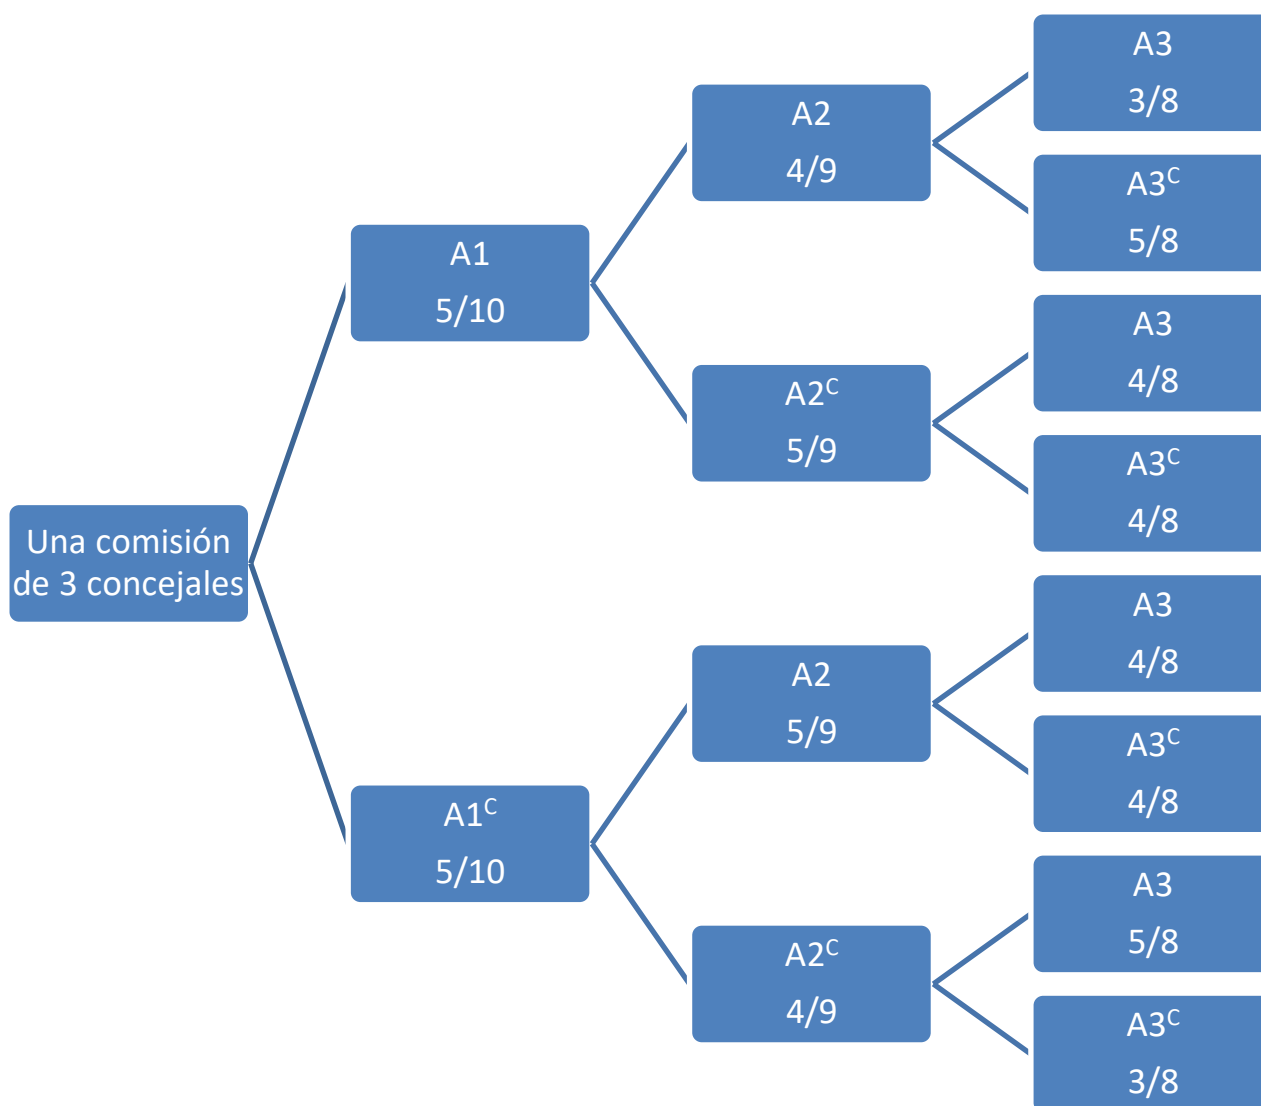 Una comisión
de 3 concejales
A1
5/10
A2
4/9
A3
3/8
A3ᶜ
5/8
A2ᶜ
5/9
A3
4/8
A3ᶜ
4/8
A1ᶜ
5/10
A2
5/9
A3
4/8
A3ᶜ
4/8
A2ᶜ
4/9
A3
5/8
A3ᶜ
3/8